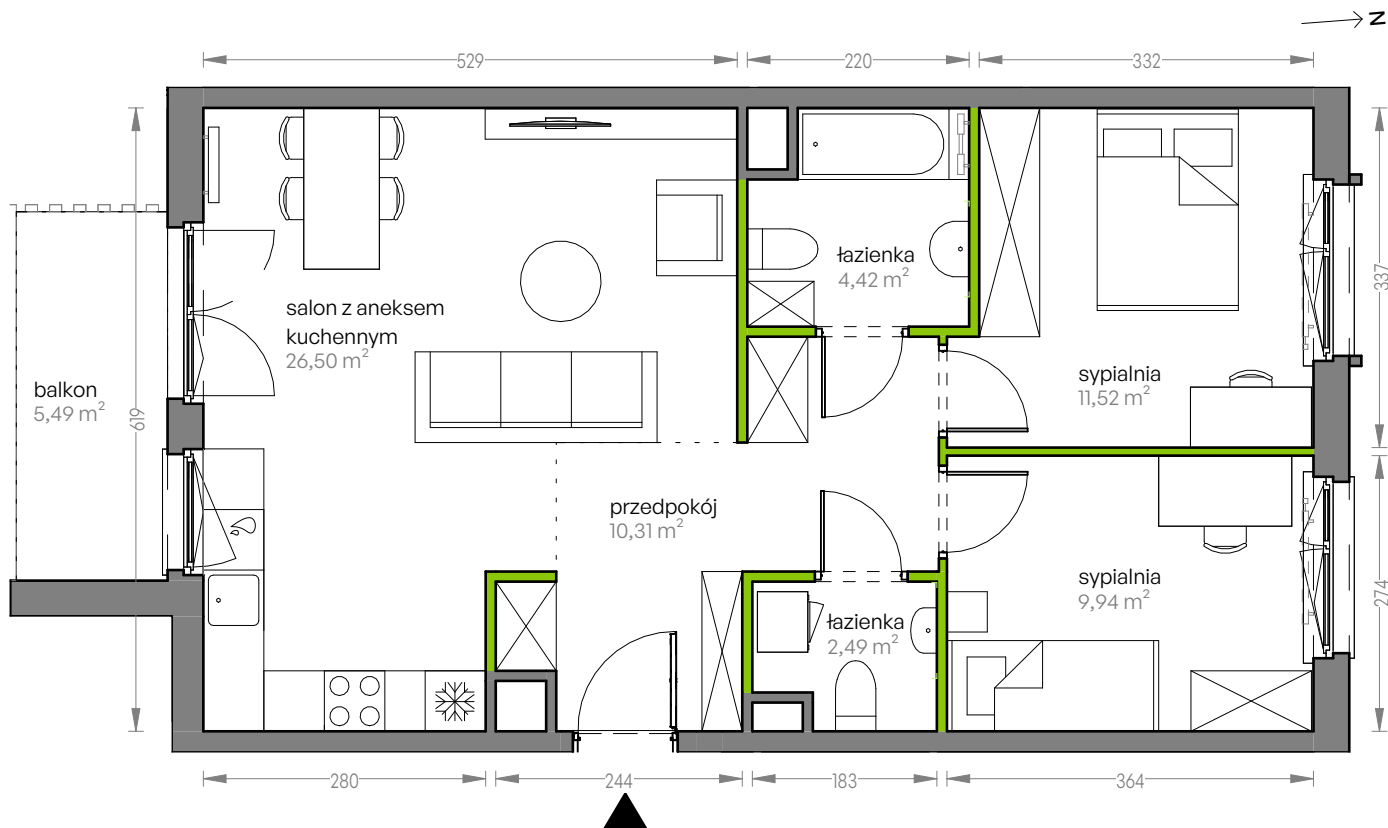 N
529
220
332
łazienka
4,42 m²
salon z aneksem
kuchennym
26,50 m²
337
balkon
5,49 m²
619
sypialnia
11,52 m²
przedpokój
10,31 m²
sypialnia
9,94 m²
274
łazienka
2,49 m²
280
244
183
364